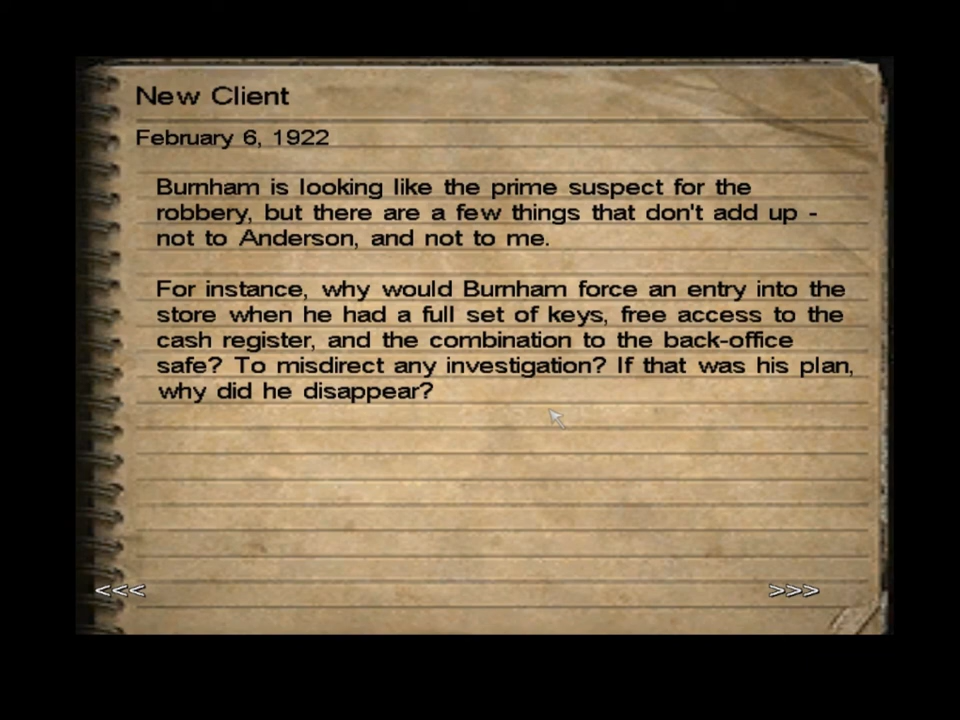 New Client
February 6, 1922
Burnham is looking like the prime suspect for the
robbery, but there are a few things that don't add up -
not to Anderson, and not to me.
For instance, why would Burnham force an entry into the
store when he had a full set of keys, free access to the
cash register, and the combination to the back-office
safe? To misdirect any investigation? If that was his plan,
why did he disappear?
<<< >>>